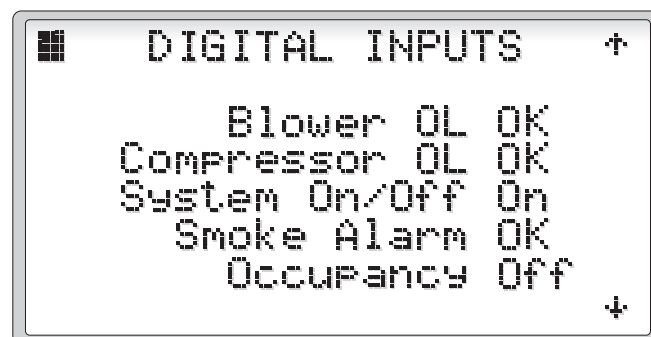 DIGITAL INPUTS ↑
Blower OL OK
Compressor OL OK
System On/Off On
Smoke Alarm OK
Occupancy Off
↓